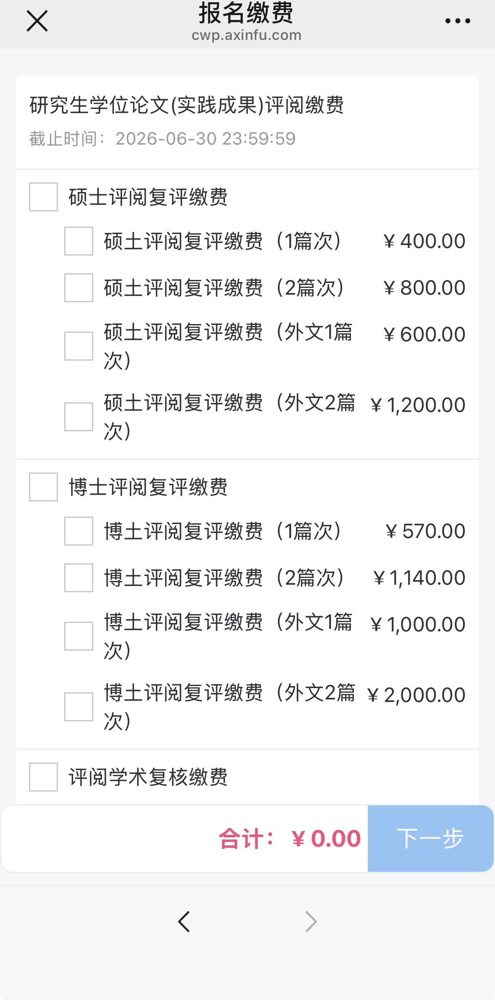 报名缴费
cwp.axinfu.com
研究生学位论文(实践成果)评阅缴费
截止时间：2026-06-30 23:59:59
硕士评阅复评缴费
硕士评阅复评缴费（1篇次） ¥ 400.00
硕士评阅复评缴费（2篇次） ¥ 800.00
硕士评阅复评缴费（外文1篇 ¥ 600.00
次）
硕士评阅复评缴费（外文2篇 ¥ 1,200.00
次）
博士评阅复评缴费
博士评阅复评缴费（1篇次） ¥ 570.00
博士评阅复评缴费（2篇次） ¥ 1,140.00
博士评阅复评缴费（外文1篇 ¥ 1,000.00
次）
博士评阅复评缴费（外文2篇 ¥ 2,000.00
次）
评阅学术复核缴费
合计： ¥ 0.00 下一步